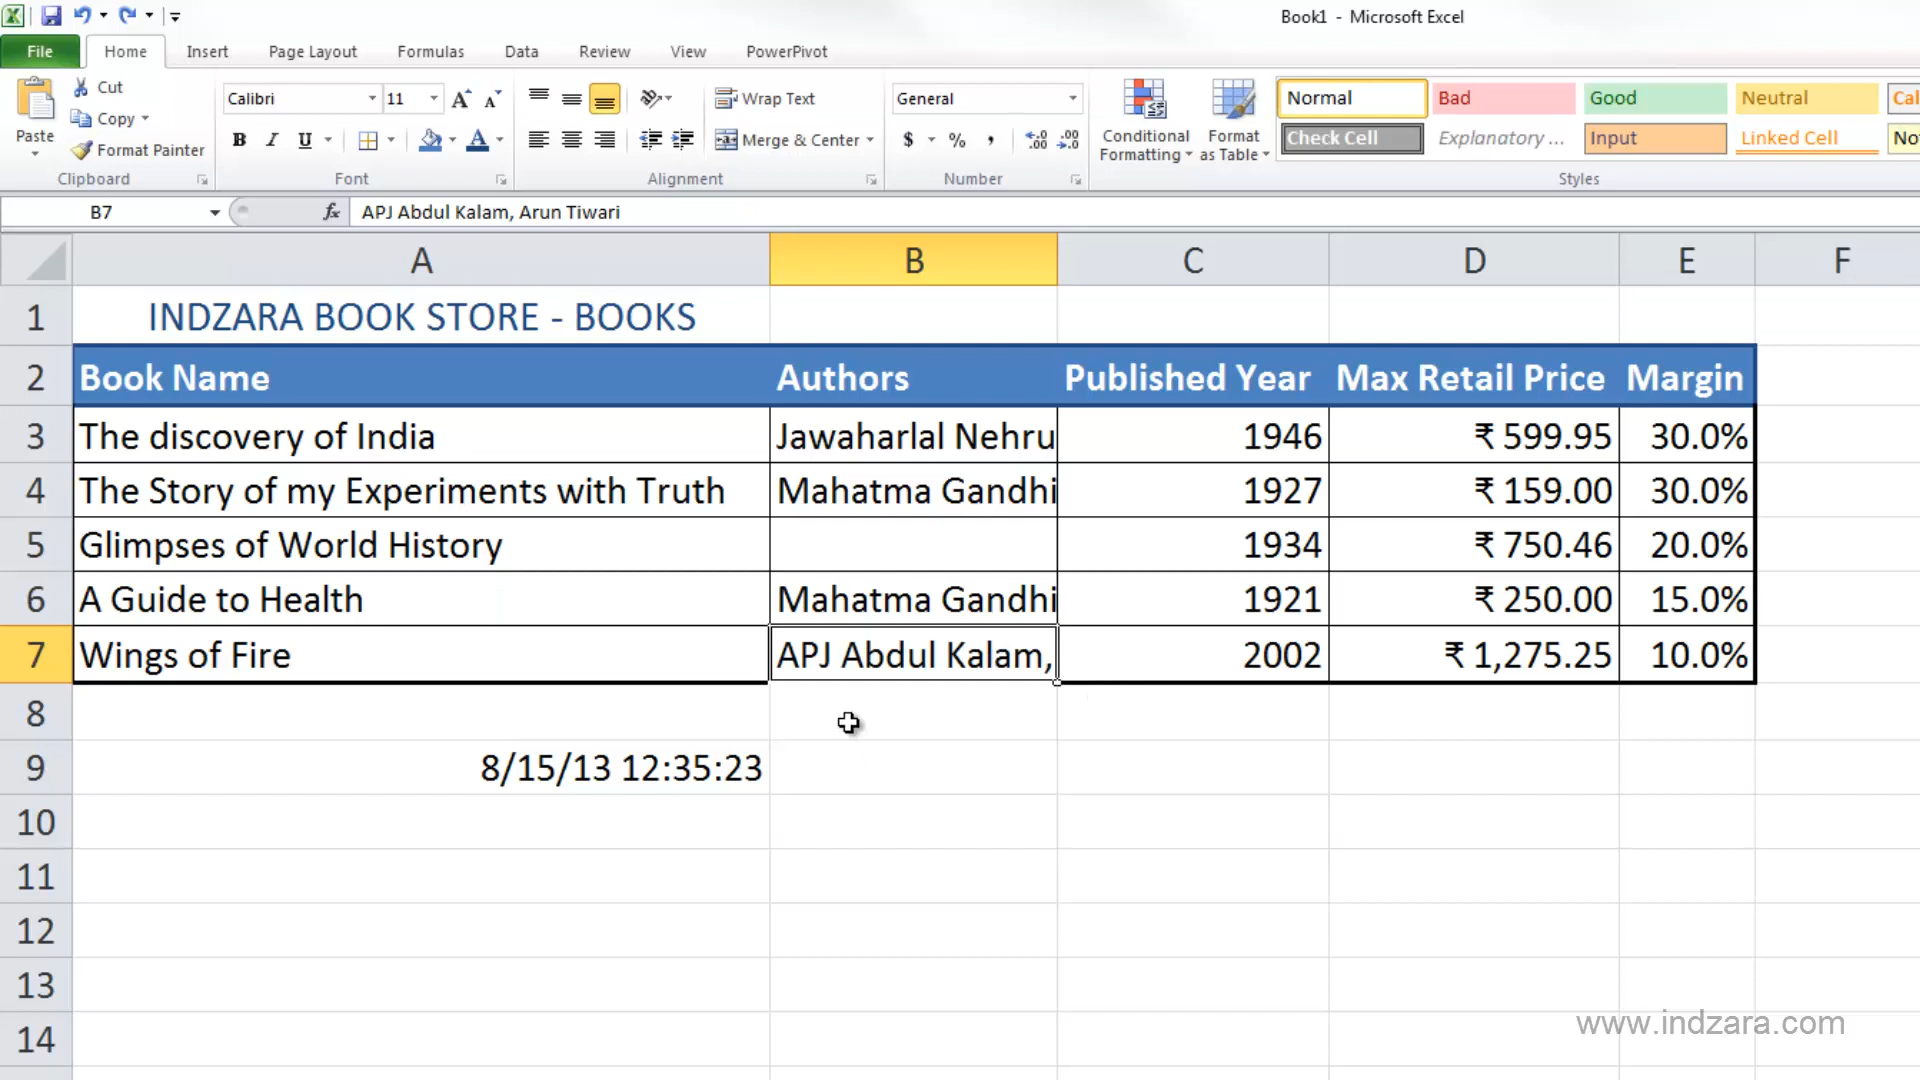 Book1 - Microsoft Excel
File Home Insert Page Layout Formulas Data Review View PowerPivot
Paste
Cut
Copy
Format Painter
Clipboard
Calibri 11
B I U A
Font
Wrap Text
Merge & Center
Alignment
General
$ % ,
Number
Conditional Formatting
Format as Table
Normal Bad Good Neutral Cal
Check Cell Explanatory ... Input Linked Cell No
Styles
B7 fx APJ Abdul Kalam, Arun Tiwari
A B C D E F
1 INDZARA BOOK STORE - BOOKS
2 Book Name Authors Published Year Max Retail Price Margin
3 The discovery of India Jawaharlal Nehru 1946 ₹ 599.95 30.0%
4 The Story of my Experiments with Truth Mahatma Gandhi 1927 ₹ 159.00 30.0%
5 Glimpses of World History 1934 ₹ 750.46 20.0%
6 A Guide to Health Mahatma Gandhi 1921 ₹ 250.00 15.0%
7 Wings of Fire APJ Abdul Kalam, 2002 ₹ 1,275.25 10.0%
8
9 8/15/13 12:35:23
10
11
12
13
14
www.indzara.com